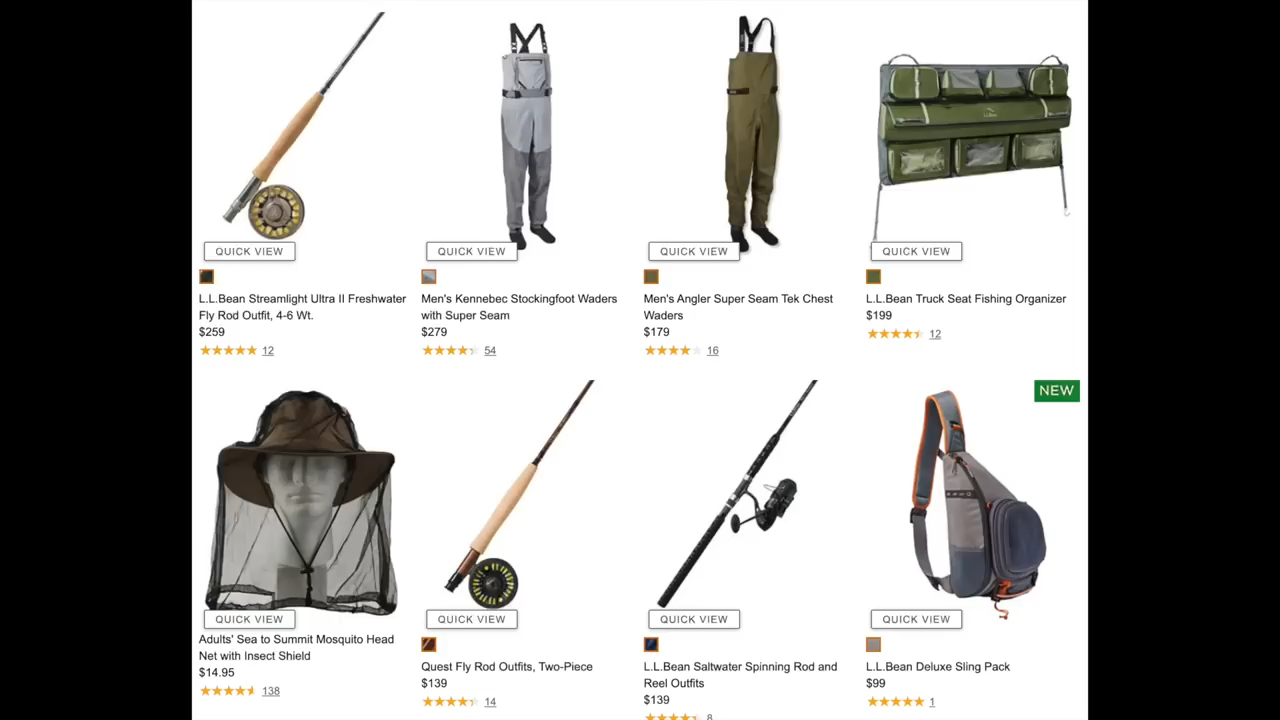 QUICK VIEW
QUICK VIEW
QUICK VIEW
QUICK VIEW
L.L.Bean Streamlight Ultra II Freshwater
Fly Rod Outfit, 4-6 Wt.
$259
12
Men's Kennebec Stockingfoot Waders
with Super Seam
$279
54
Men's Angler Super Seam Tek Chest
Waders
$179
16
L.L.Bean
L.L.Bean Truck Seat Fishing Organizer
$199
12
NEW
QUICK VIEW
QUICK VIEW
QUICK VIEW
QUICK VIEW
Adults' Sea to Summit Mosquito Head
Net with Insect Shield
$14.95
138
Quest Fly Rod Outfits, Two-Piece
$139
14
L.L.Bean Saltwater Spinning Rod and
Reel Outfits
$139
8
L.L.Bean Deluxe Sling Pack
$99
1